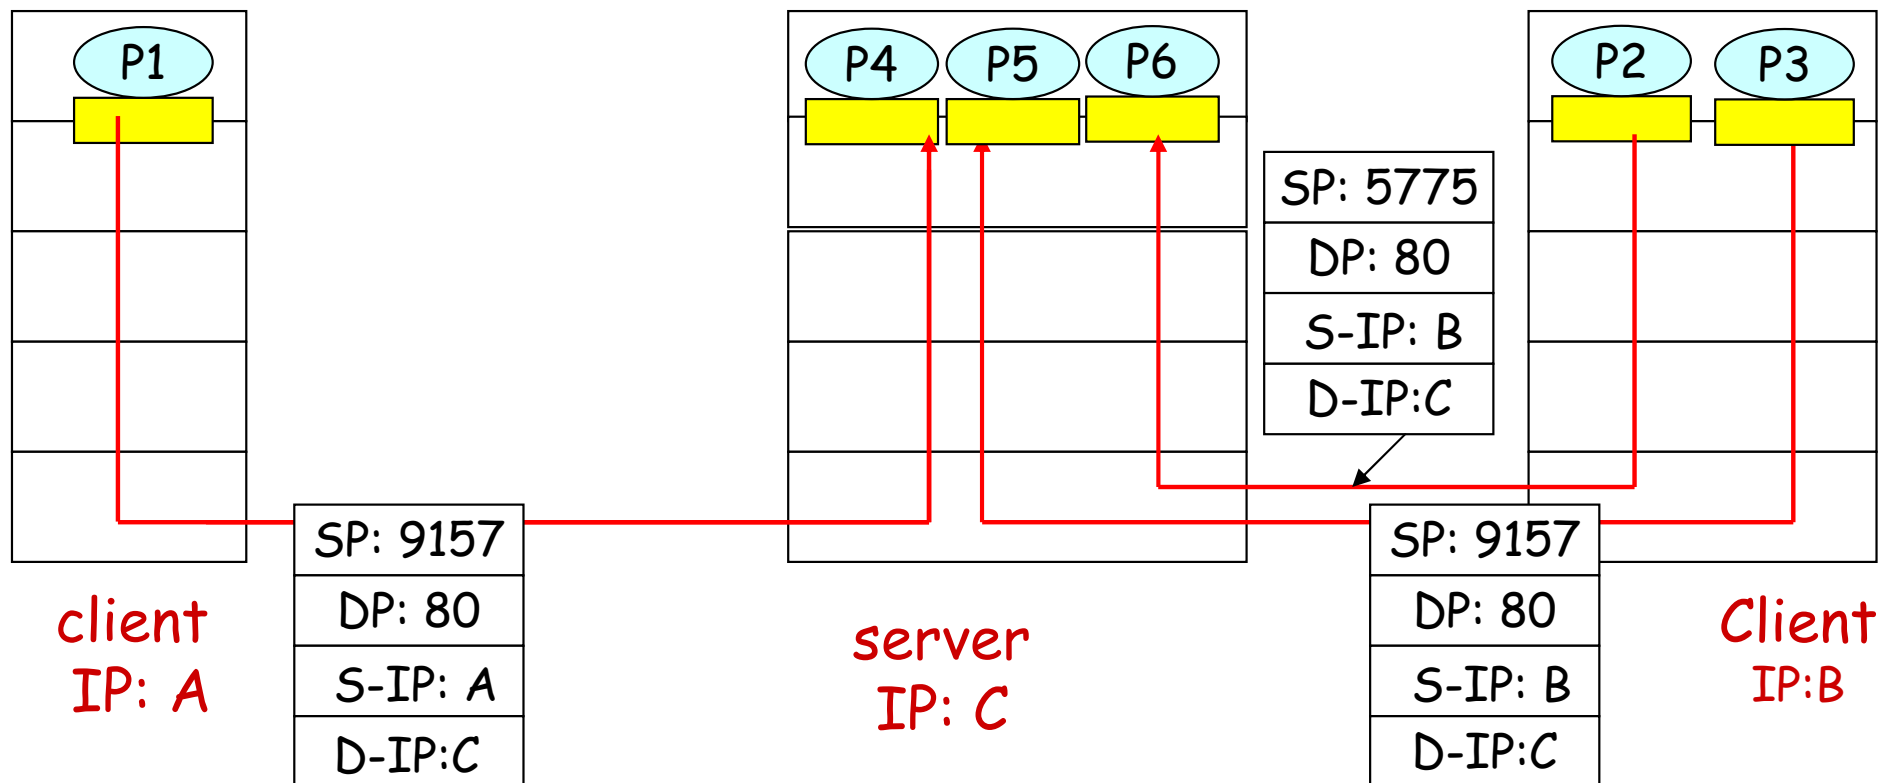 P1
P4
P5
P6
P2
P3
SP: 5775
DP: 80
S-IP: B
D-IP:C
SP: 9157
DP: 80
S-IP: A
D-IP:C
SP: 9157
DP: 80
S-IP: B
D-IP:C
client
IP: A
server
IP: C
Client
IP:B